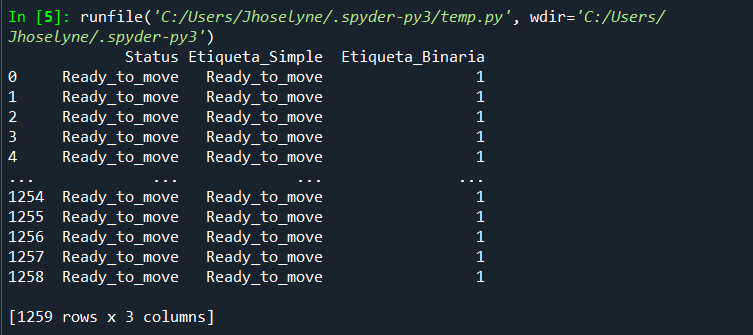 In [5]: runfile('C:/Users/Jhoselyne/.spyder-py3/temp.py', wdir='C:/Users/
Jhoselyne/.spyder-py3')
Status Etiqueta_Simple Etiqueta_Binaria
0 Ready_to_move Ready_to_move 1
1 Ready_to_move Ready_to_move 1
2 Ready_to_move Ready_to_move 1
3 Ready_to_move Ready_to_move 1
4 Ready_to_move Ready_to_move 1
... ... ... ...
1254 Ready_to_move Ready_to_move 1
1255 Ready_to_move Ready_to_move 1
1256 Ready_to_move Ready_to_move 1
1257 Ready_to_move Ready_to_move 1
1258 Ready_to_move Ready_to_move 1
[1259 rows x 3 columns]